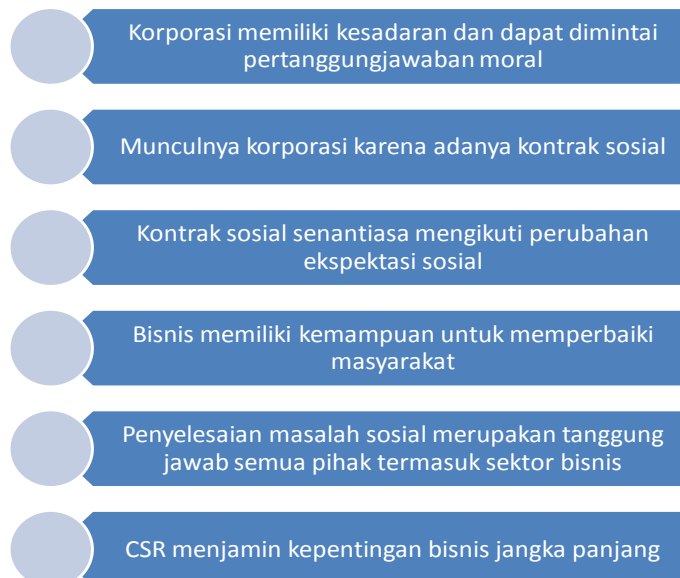 Korporasi memiliki kesadaran dan dapat dimintai
pertanggungjawaban moral
Munculnya korporasi karena adanya kontrak sosial
Kontrak sosial senantiasa mengikuti perubahan
ekspektasi sosial
Bisnis memiliki kemampuan untuk memperbaiki
masyarakat
Penyelesaian masalah sosial merupakan tanggung
jawab semua pihak termasuk sektor bisnis
CSR menjamin kepentingan bisnis jangka panjang